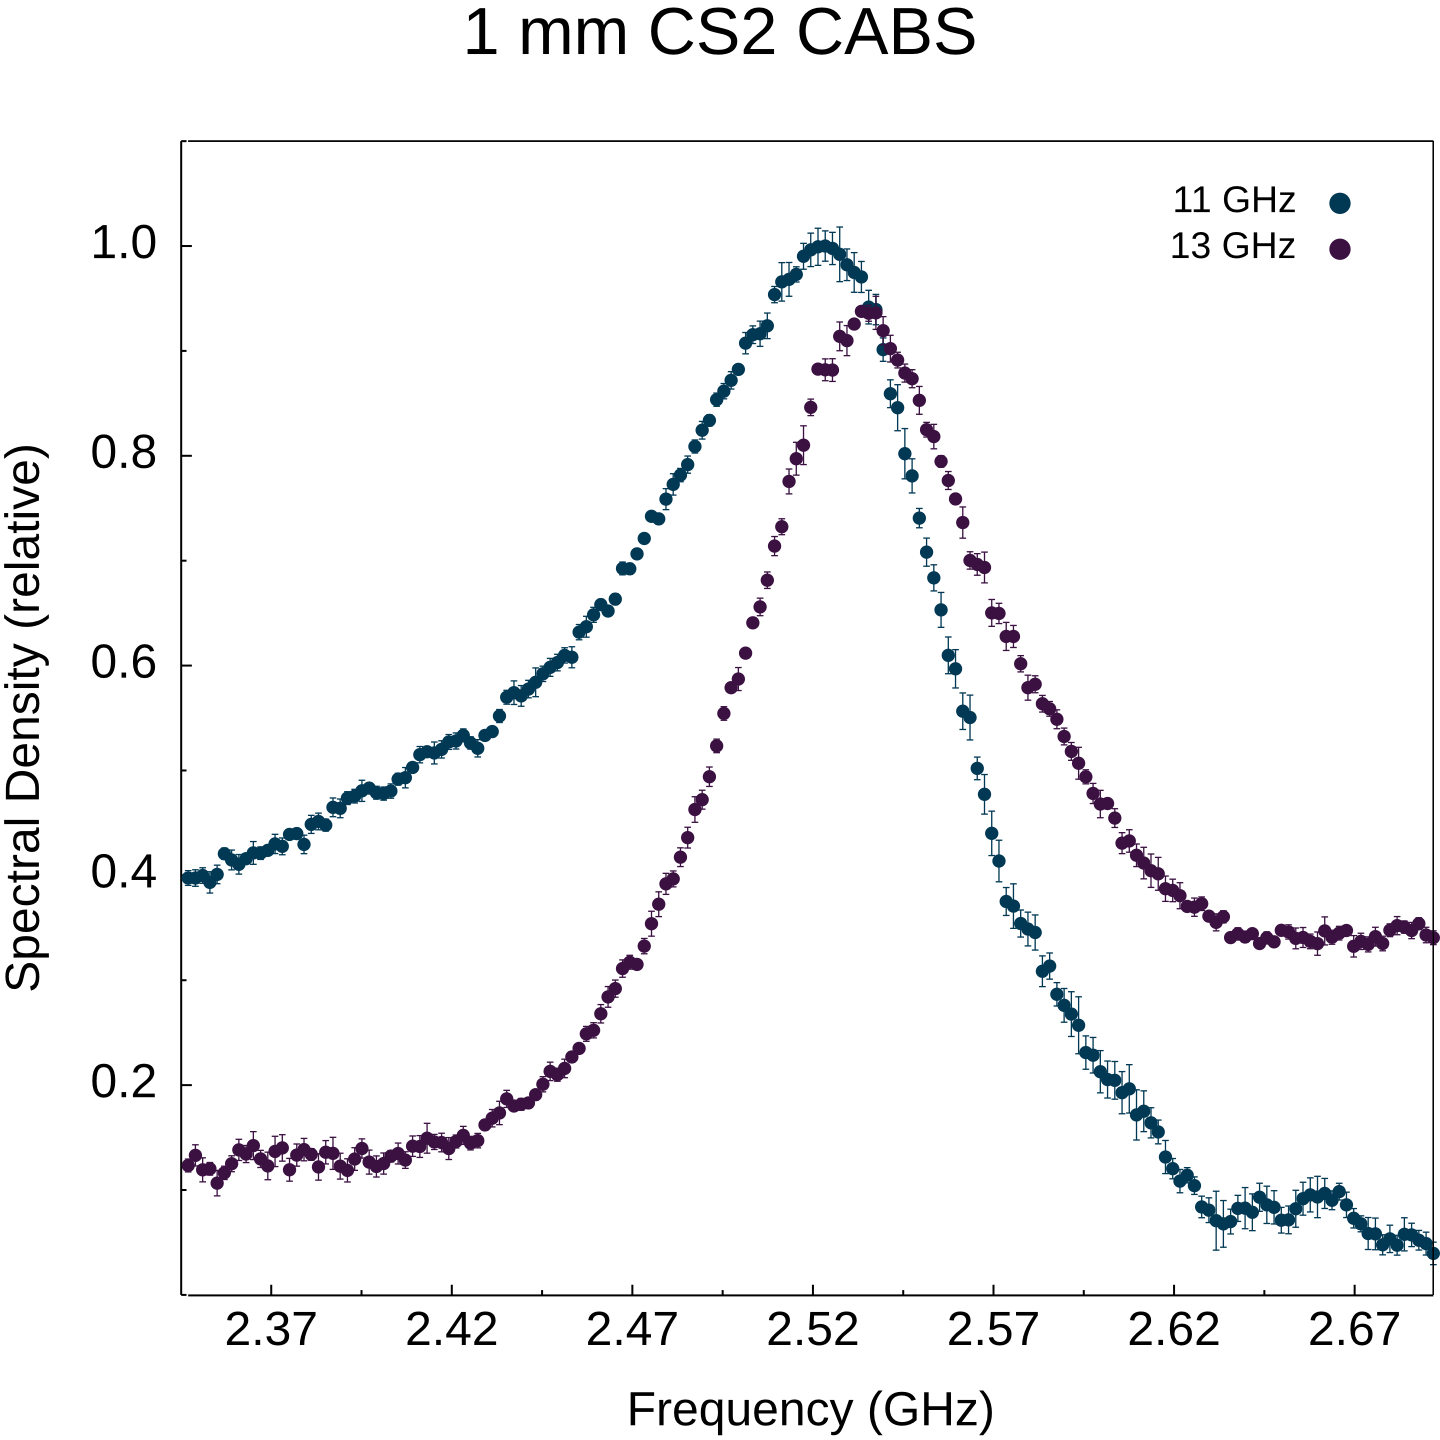 1 mm CS2 CABS
11 GHz
13 GHz
1.0
0.8
0.6
0.4
0.2
Spectral Density (relative)
2.37 2.42 2.47 2.52 2.57 2.62 2.67
Frequency (GHz)